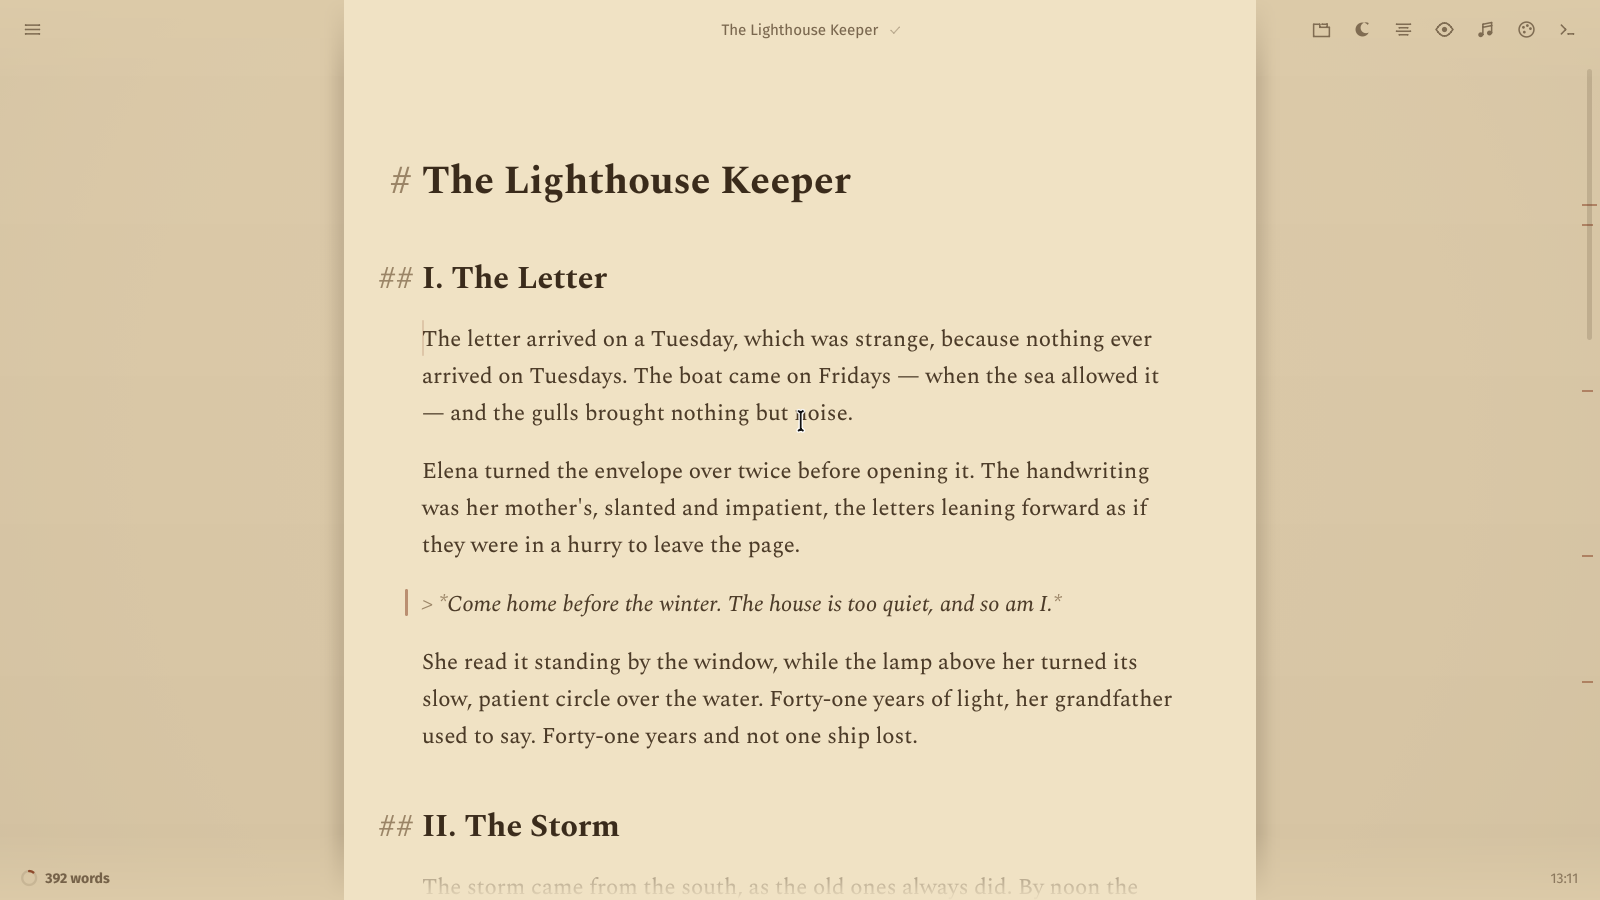 The Lighthouse Keeper
# The Lighthouse Keeper
## I. The Letter
The letter arrived on a Tuesday, which was strange, because nothing ever
arrived on Tuesdays. The boat came on Fridays — when the sea allowed it
— and the gulls brought nothing but noise.
Elena turned the envelope over twice before opening it. The handwriting
was her mother's, slanted and impatient, the letters leaning forward as if
they were in a hurry to leave the page.
> *Come home before the winter. The house is too quiet, and so am I.*
She read it standing by the window, while the lamp above her turned its
slow, patient circle over the water. Forty-one years of light, her grandfather
used to say. Forty-one years and not one ship lost.
## II. The Storm
The storm came from the south, as the old ones always did. By noon the
392 words
13:11